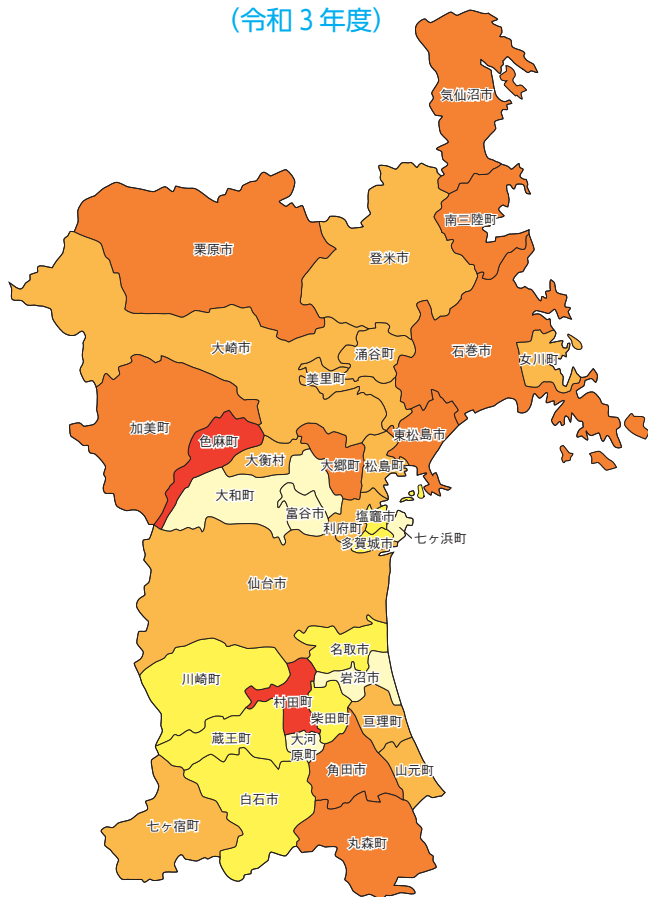 (令和3年度)
気仙沼市
南三陸町
栗原市
登米市
大崎市
涌谷町
石巻市
女川町
美里町
加美町
色麻町
東松島市
大衡村
大郷町
松島町
大和町
富谷市
塩竈市
利府町
七ヶ浜町
多賀城市
仙台市
名取市
川崎町
岩沼市
村田町
柴田町
亘理町
蔵王町
大河
原町
角田市
山元町
白石市
七ヶ宿町
丸森町